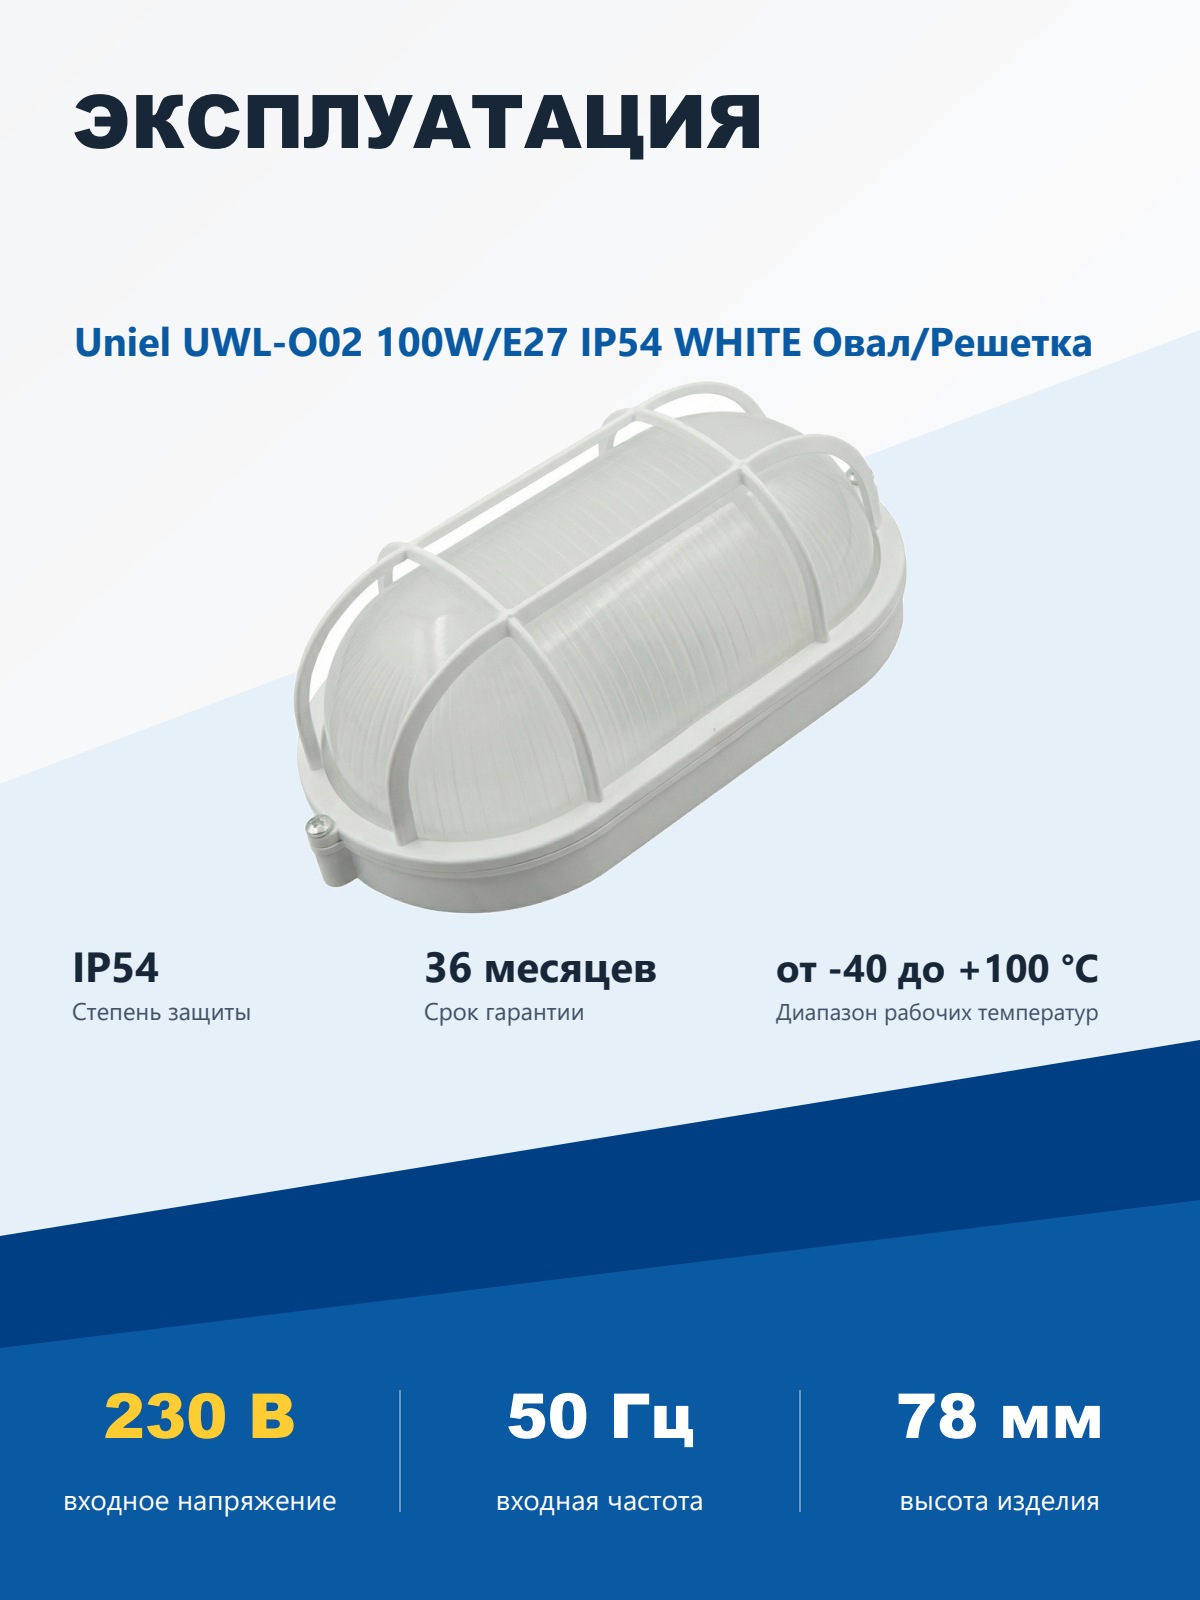 ЭКСПЛУАТАЦИЯ
Uniel UWL-O02 100W/E27 IP54 WHITE Овал/Решетка
IP54
Степень защиты
36 месяцев
Срок гарантии
от -40 до +100 °C
Диапазон рабочих температур
230 В
входное напряжение
50 Гц
входная частота
78 мм
высота изделия